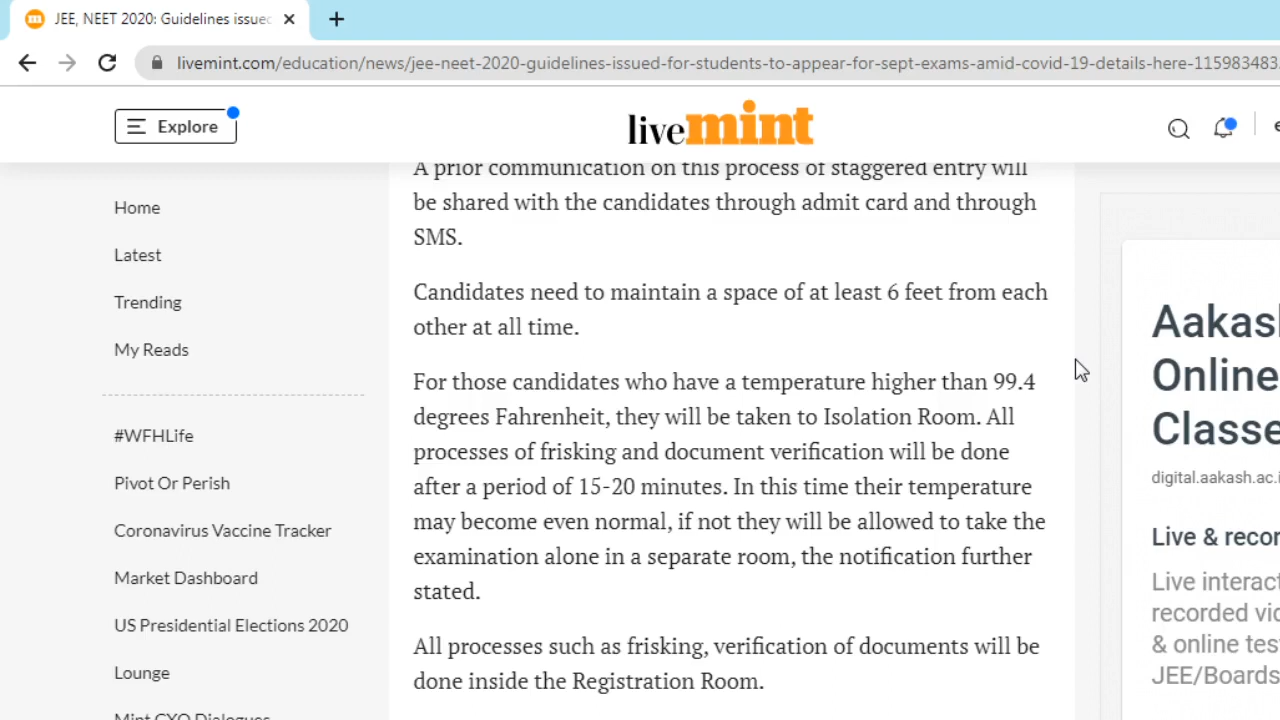 JEE, NEET 2020: Guidelines issued
livemint.com/education/news/jee-neet-2020-guidelines-issued-for-students-to-appear-for-sept-exams-amid-covid-19-details-here-115983483
Explore
livemint
Home
Latest
Trending
My Reads
#WFHLife
Pivot Or Perish
Coronavirus Vaccine Tracker
Market Dashboard
US Presidential Elections 2020
Lounge
Mint CXO Dialogues
A prior communication on this process of staggered entry will
be shared with the candidates through admit card and through
SMS.
Candidates need to maintain a space of at least 6 feet from each
other at all time.
For those candidates who have a temperature higher than 99.4
degrees Fahrenheit, they will be taken to Isolation Room. All
processes of frisking and document verification will be done
after a period of 15-20 minutes. In this time their temperature
may become even normal, if not they will be allowed to take the
examination alone in a separate room, the notification further
stated.
All processes such as frisking, verification of documents will be
done inside the Registration Room.
Aakash
Online
Classe
digital.aakash.ac.i
Live & recor
Live interact
recorded vid
& online tes
JEE/Boards